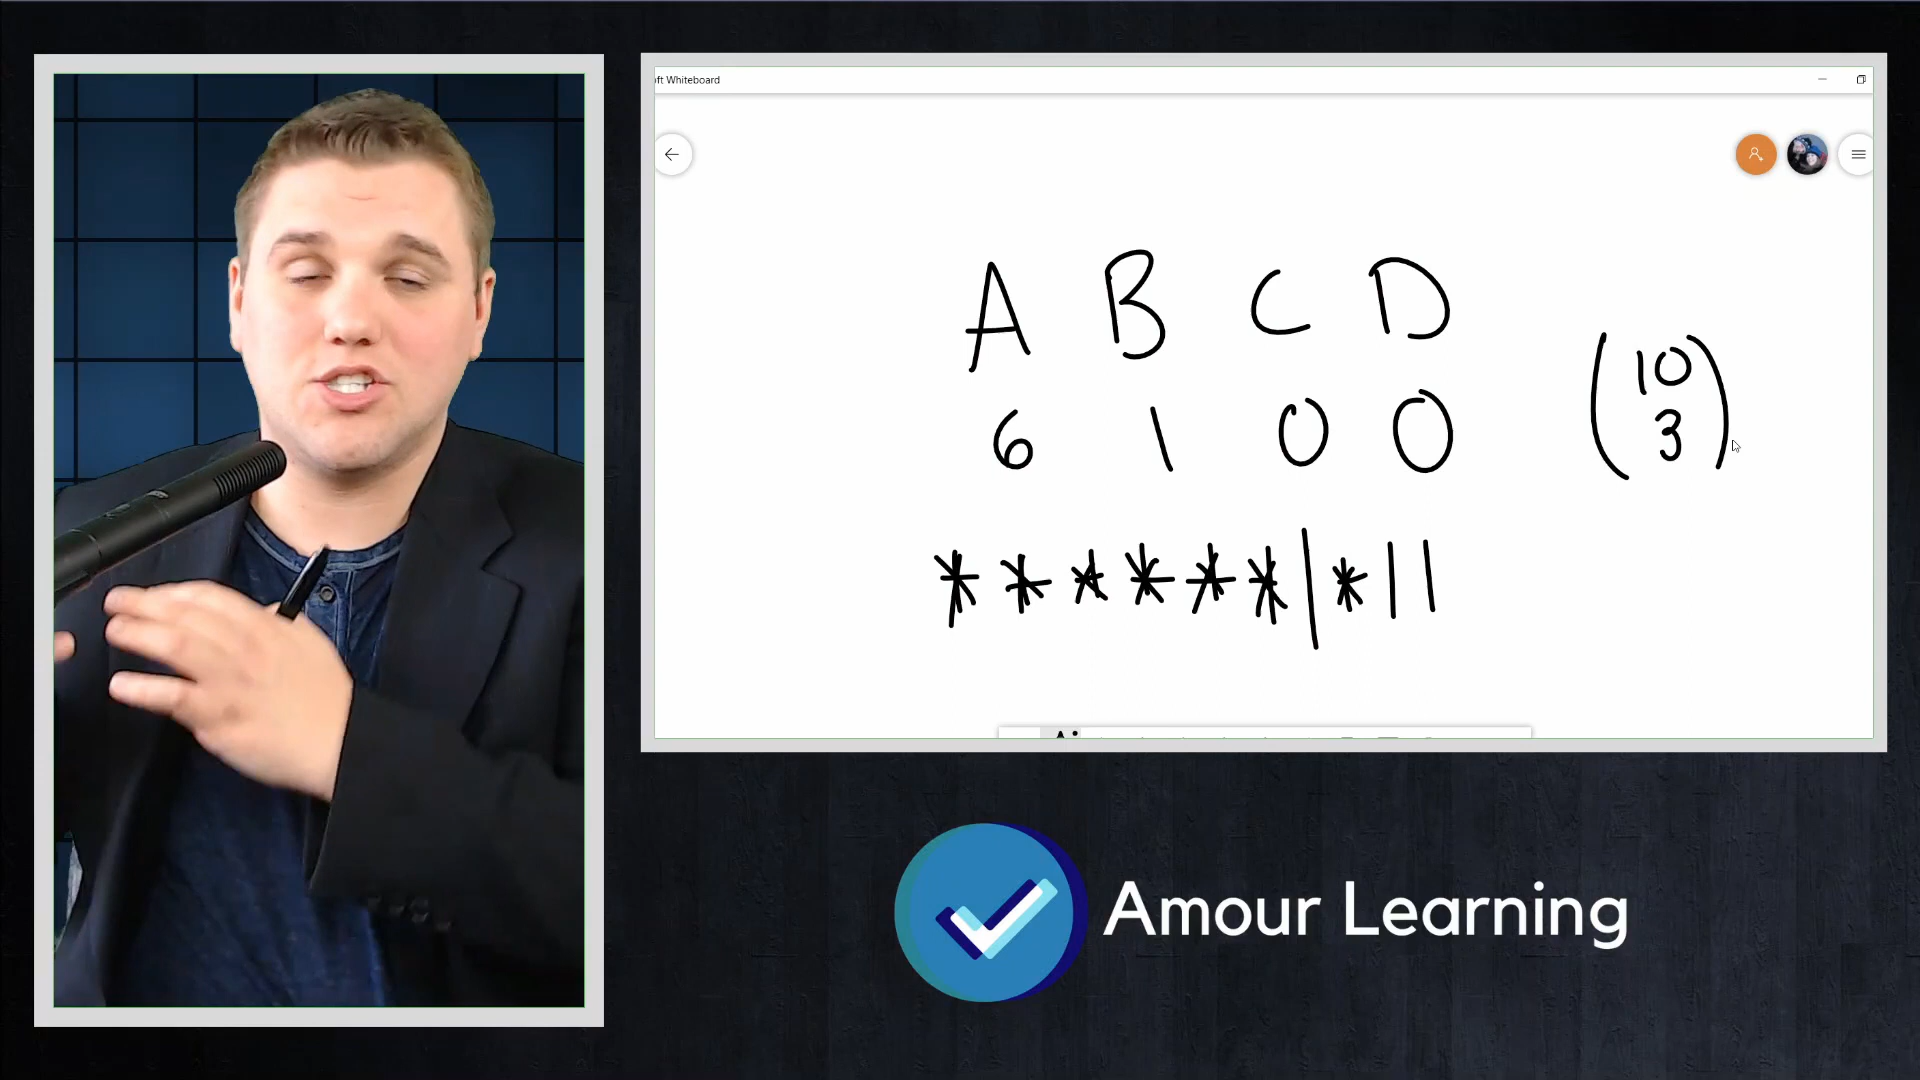 ft Whiteboard
A B C D
6 1 0 0
(10
3)
* * * * * * | * | |
Amour Learning